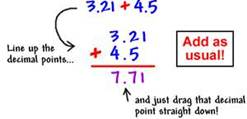 3.21 + 4.5
Line up the
decimal points...
3.21
+ 4.5
7.71
Add as
usual!
and just drag that decimal
point straight down!